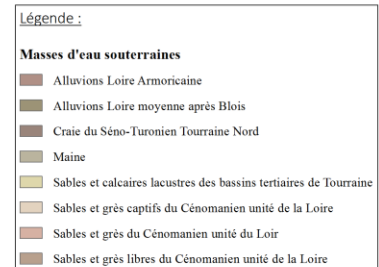 Légende :
Masses d'eau souterraines
Alluvions Loire Armoricaine
Alluvions Loire moyenne après Blois
Craie du Séno-Turonien Tourraine Nord
Maine
Sables et calcaires lacustres des bassins tertiaires de Tourraine
Sables et grès captifs du Cénomanien unité de la Loire
Sables et grès du Cénomanien unité du Loir
Sables et grès libres du Cénomanien unité de la Loire